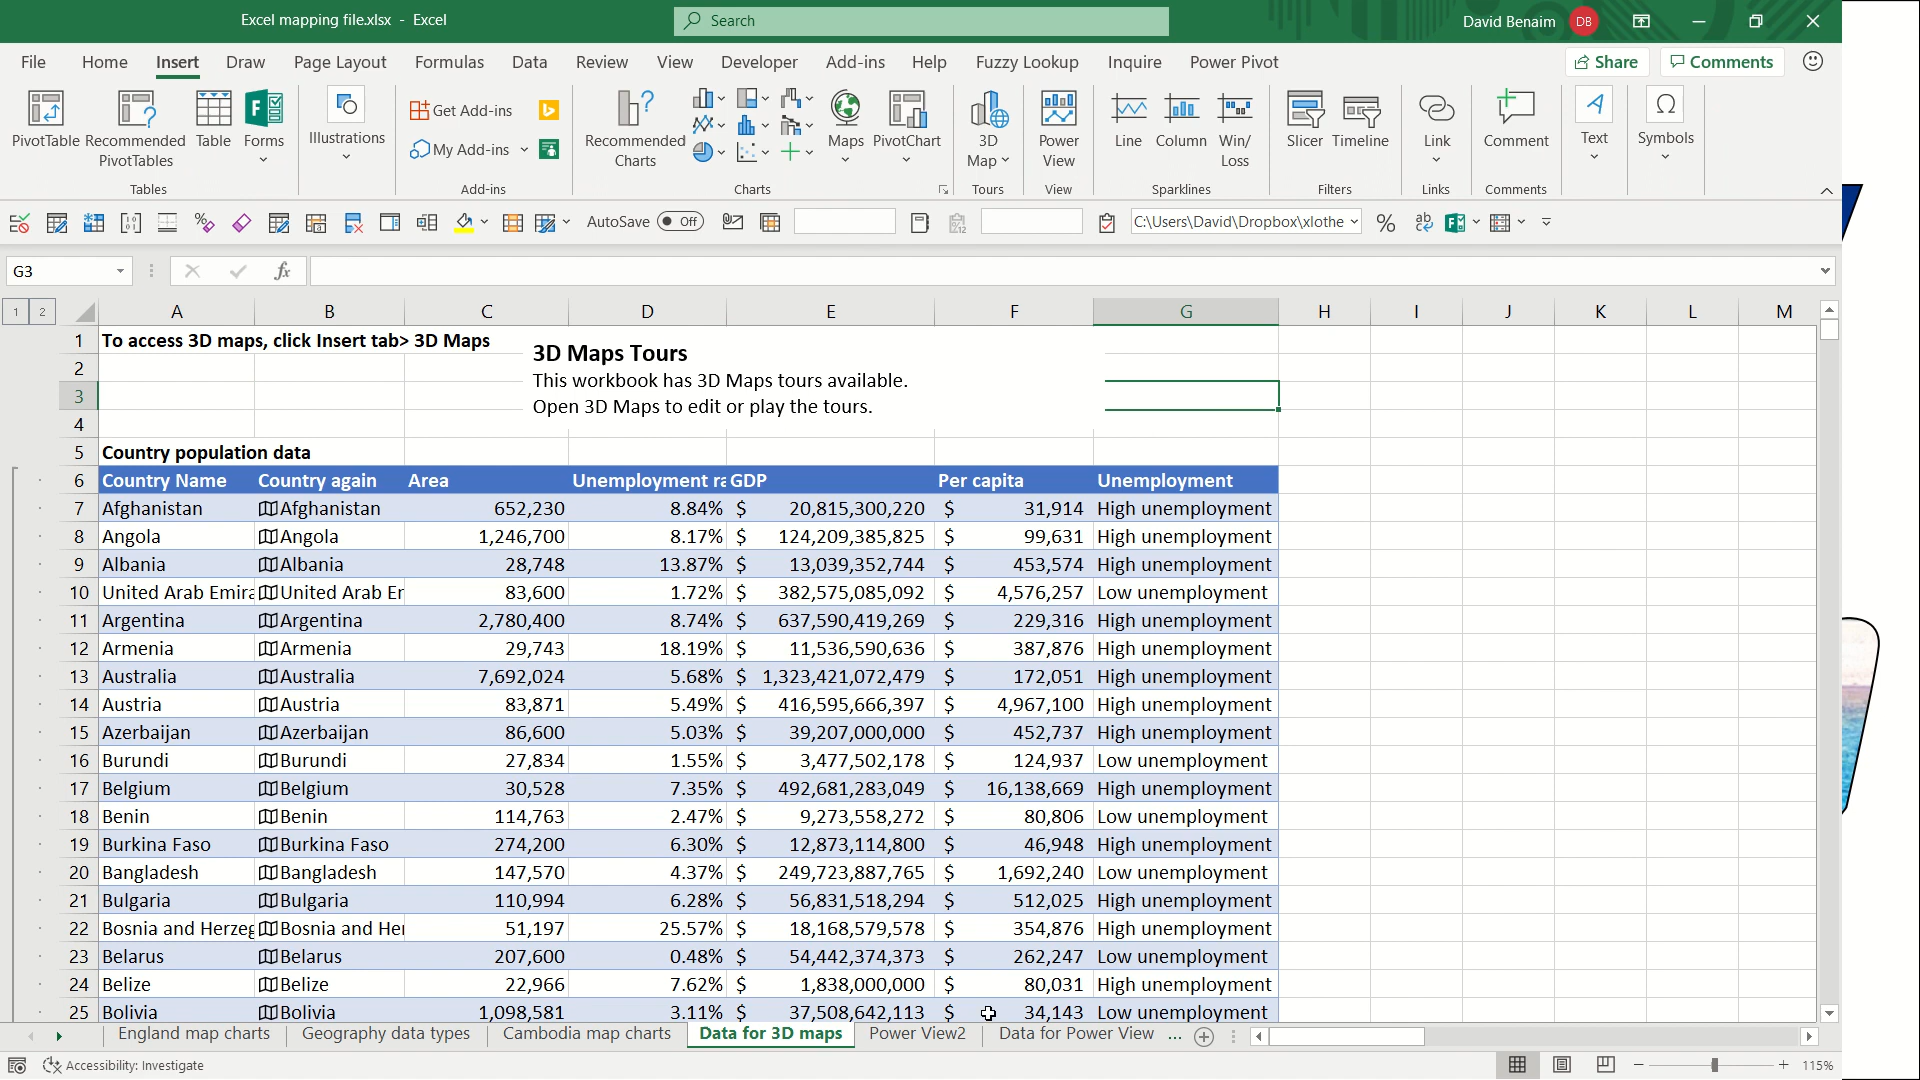 Excel mapping file.xlsx - Excel
Search
David Benaim DB
File Home Insert Draw Page Layout Formulas Data Review View Developer Add-ins Help Fuzzy Lookup Inquire Power Pivot Share Comments
PivotTable Recommended PivotTables Table Forms Illustrations Get Add-ins My Add-ins Recommended Charts Maps PivotChart 3D Map Power View Line Column Win/Loss Slicer Timeline Link Comment Text Symbols
Tables Add-ins Charts Tours View Sparklines Filters Links Comments
AutoSave Off C:\Users\David\Dropbox\xlothe
G3 fx
1 2 A B C D E F G H I J K L M
1 To access 3D maps, click Insert tab> 3D Maps
3D Maps Tours
2 This workbook has 3D Maps tours available.
3 Open 3D Maps to edit or play the tours.
4
5 Country population data
6 Country Name Country again Area Unemployment ra GDP Per capita Unemployment
7 Afghanistan Afghanistan 652,230 8.84% $ 20,815,300,220 $ 31,914 High unemployment
8 Angola Angola 1,246,700 8.17% $ 124,209,385,825 $ 99,631 High unemployment
9 Albania Albania 28,748 13.87% $ 13,039,352,744 $ 453,574 High unemployment
10 United Arab Emira United Arab Er 83,600 1.72% $ 382,575,085,092 $ 4,576,257 Low unemployment
11 Argentina Argentina 2,780,400 8.74% $ 637,590,419,269 $ 229,316 High unemployment
12 Armenia Armenia 29,743 18.19% $ 11,536,590,636 $ 387,876 High unemployment
13 Australia Australia 7,692,024 5.68% $ 1,323,421,072,479 $ 172,051 High unemployment
14 Austria Austria 83,871 5.49% $ 416,595,666,397 $ 4,967,100 High unemployment
15 Azerbaijan Azerbaijan 86,600 5.03% $ 39,207,000,000 $ 452,737 High unemployment
16 Burundi Burundi 27,834 1.55% $ 3,477,502,178 $ 124,937 Low unemployment
17 Belgium Belgium 30,528 7.35% $ 492,681,283,049 $ 16,138,669 High unemployment
18 Benin Benin 114,763 2.47% $ 9,273,558,272 $ 80,806 Low unemployment
19 Burkina Faso Burkina Faso 274,200 6.30% $ 12,873,114,800 $ 46,948 High unemployment
20 Bangladesh Bangladesh 147,570 4.37% $ 249,723,887,765 $ 1,692,240 Low unemployment
21 Bulgaria Bulgaria 110,994 6.28% $ 56,831,518,294 $ 512,025 High unemployment
22 Bosnia and Herzeg Bosnia and Her 51,197 25.57% $ 18,168,579,578 $ 354,876 High unemployment
23 Belarus Belarus 207,600 0.48% $ 54,442,374,373 $ 262,247 Low unemployment
24 Belize Belize 22,966 7.62% $ 1,838,000,000 $ 80,031 High unemployment
25 Bolivia Bolivia 1,098,581 3.11% $ 37,508,642,113 $ 34,143 Low unemployment
England map charts Geography data types Cambodia map charts Data for 3D maps Power View2 Data for Power View ...
Accessibility: Investigate 115%